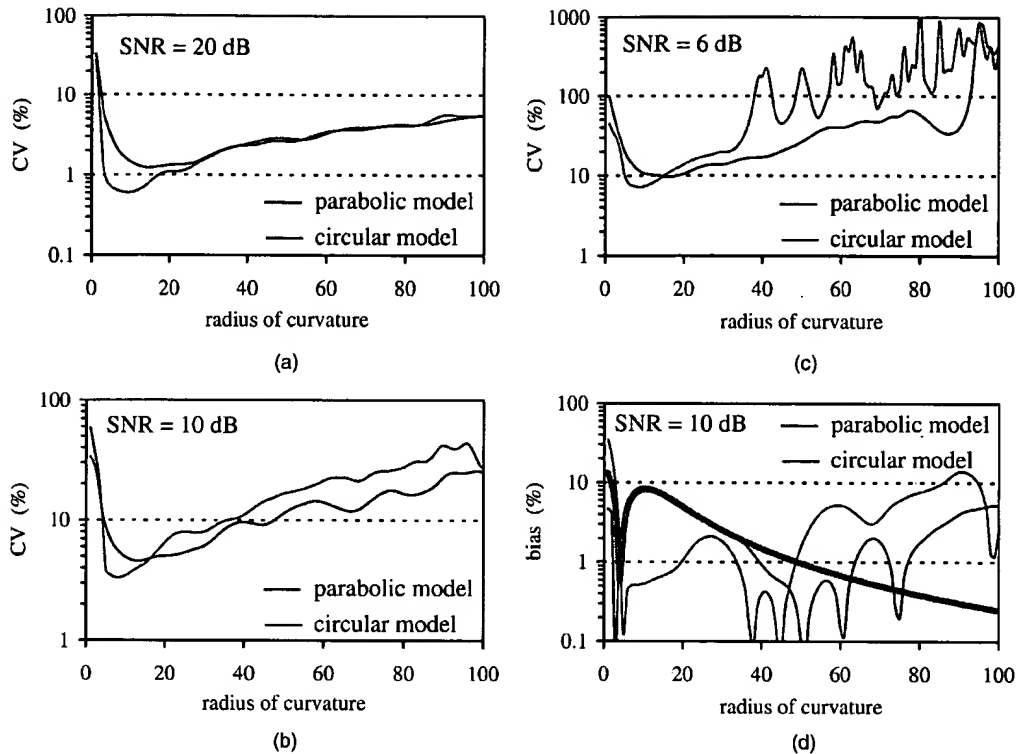 100
10
1
0.1
CV (%)
SNR = 20 dB
parabolic model
circular model
0 20 40 60 80 100
radius of curvature
(a)
1000
100
10
1
CV (%)
SNR = 6 dB
parabolic model
circular model
0 20 40 60 80 100
radius of curvature
(c)
100
10
1
CV (%)
SNR = 10 dB
parabolic model
circular model
0 20 40 60 80 100
radius of curvature
(b)
100
10
1
0.1
bias (%)
SNR = 10 dB
parabolic model
circular model
0 20 40 60 80 100
radius of curvature
(d)